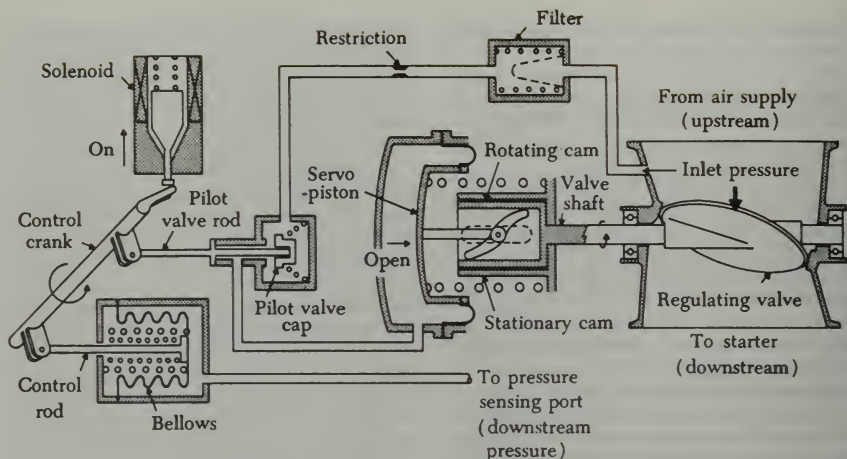 Filter
Restriction
Solenoid
From air supply
(upstream)
On
Rotating cam
Inlet pressure
Servo
-piston
Valve
shaft
Pilot
valve rod
Control
crank
Open
Pilot valve
cap
Regulating valve
Stationary cam
To starter
(downstream)
Control
rod
Bellows
To pressure
sensing port
(downstream
pressure)